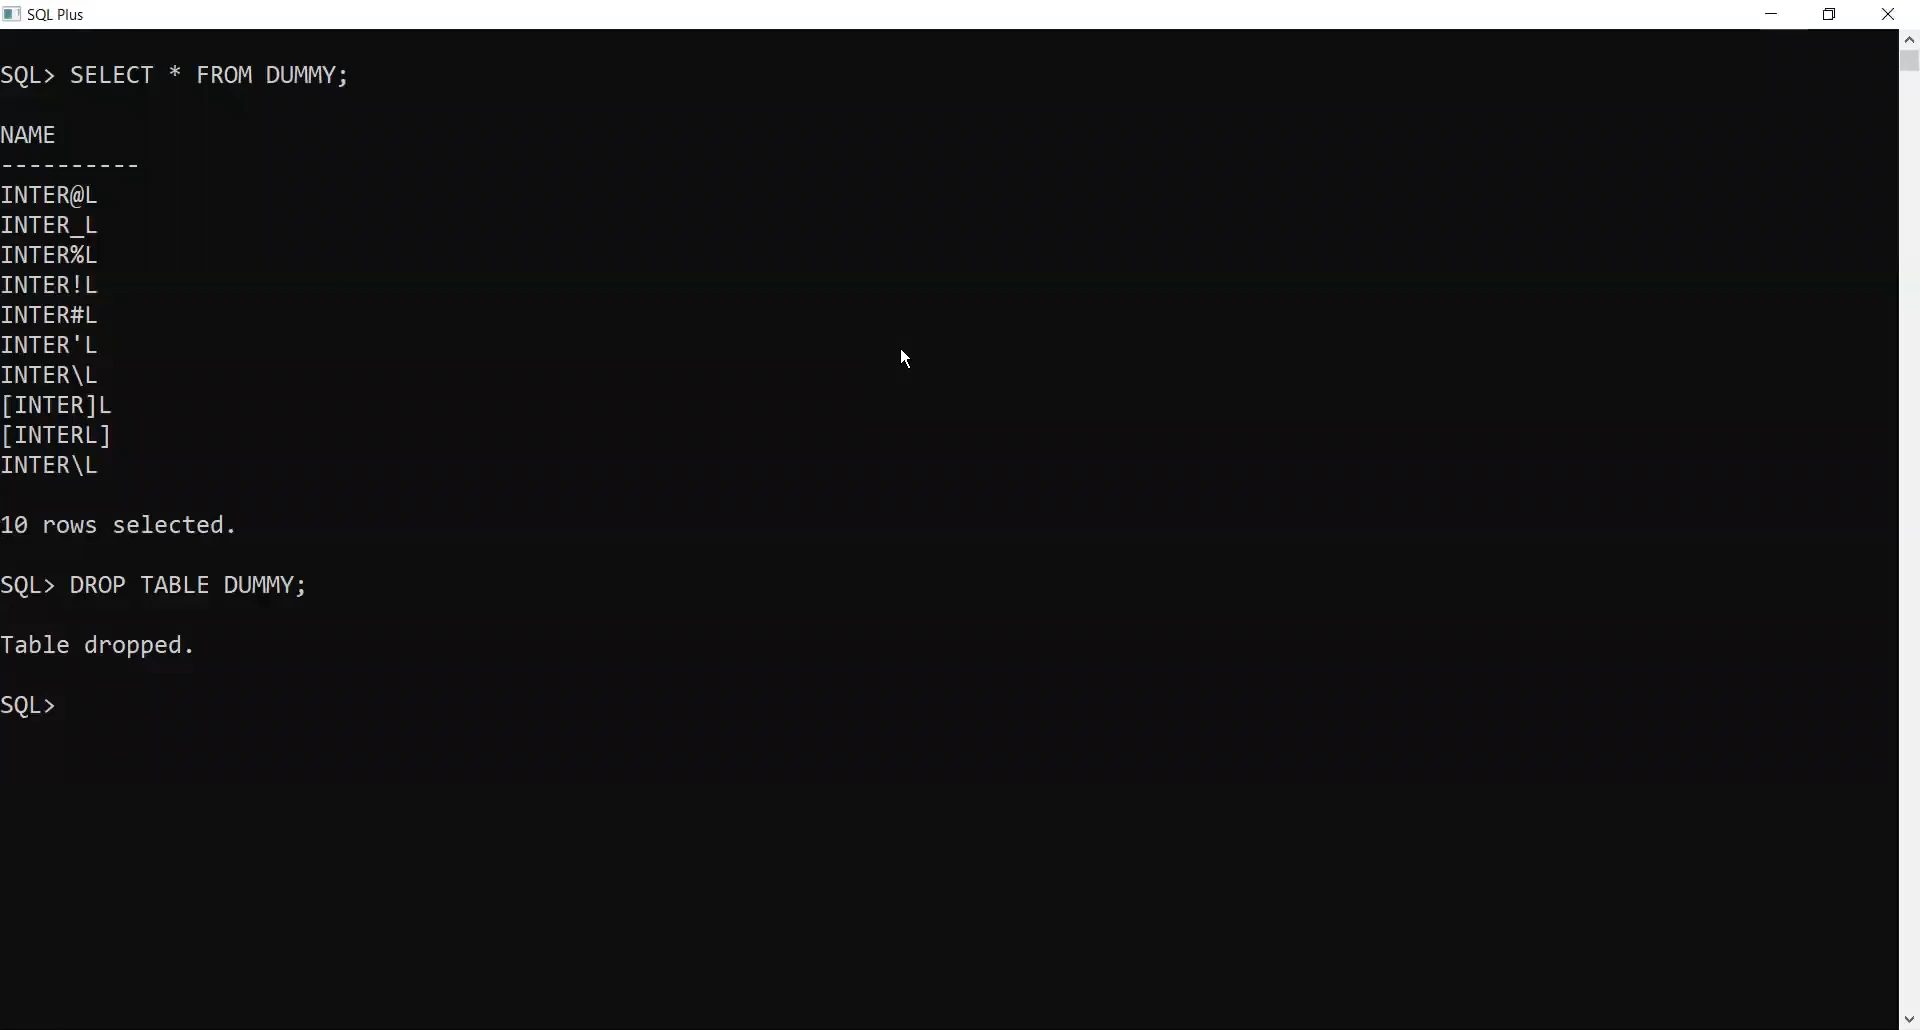 SQL Plus
SQL> SELECT * FROM DUMMY;
NAME
----------
INTER@L
INTER_L
INTER%L
INTER!L
INTER#L
INTER'L
INTER\L
[INTER]L
[INTERL]
INTER\L
10 rows selected.
SQL> DROP TABLE DUMMY;
Table dropped.
SQL>